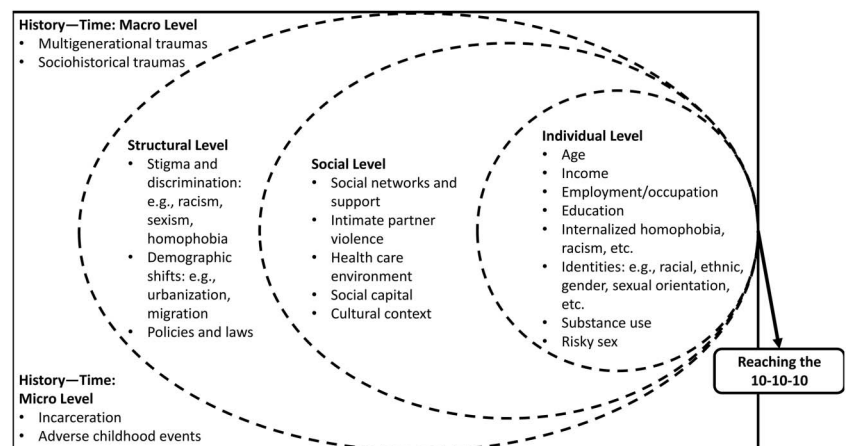 History—Time: Macro Level
• Multigenerational traumas
• Sociohistorical traumas
Structural Level
• Stigma and
discrimination:
e.g., racism,
sexism,
homophobia
• Demographic
shifts: e.g.,
urbanization,
migration
• Policies and laws
Social Level
• Social networks and
support
• Intimate partner
violence
• Health care
environment
• Social capital
• Cultural context
Individual Level
• Age
• Income
• Employment/occupation
• Education
• Internalized homophobia,
racism, etc.
• Identities: e.g., racial, ethnic,
gender, sexual orientation,
etc.
• Substance use
• Risky sex
Reaching the
10-10-10
History—Time:
Micro Level
• Incarceration
• Adverse childhood events